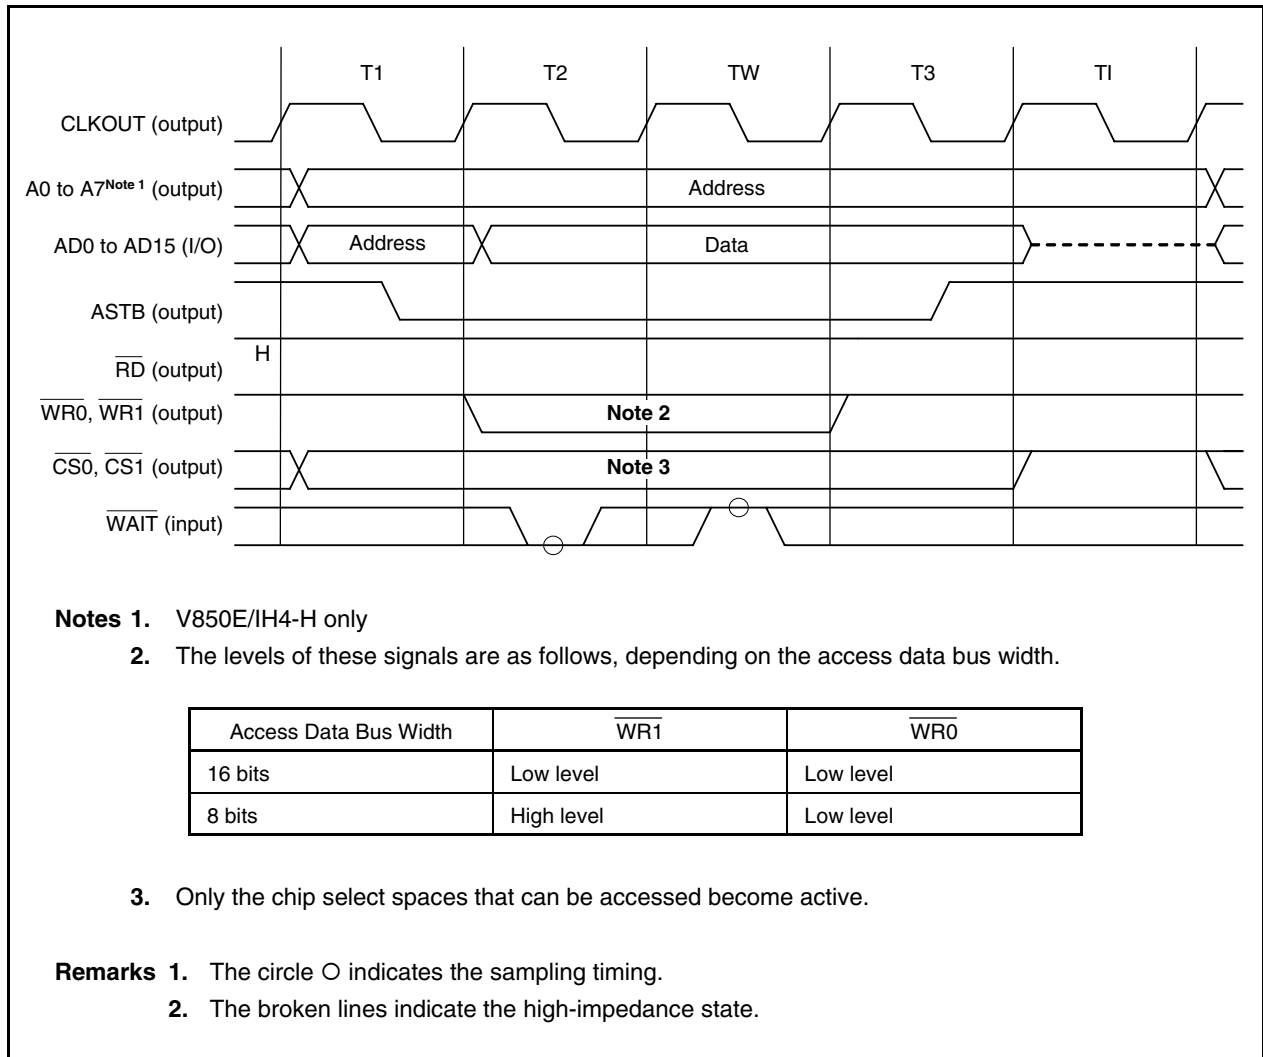 T1 T2 TW T3 TI
CLKOUT (output)
A0 to A7Note 1 (output) Address
AD0 to AD15 (I/O) Address Data
ASTB (output)
H
RD (output)
WR0, WR1 (output) Note 2
CS0, CS1 (output) Note 3
WAIT (input)
Notes 1. V850E/IH4-H only
2. The levels of these signals are as follows, depending on the access data bus width.
Access Data Bus Width WR1 WR0
16 bits Low level Low level
8 bits High level Low level
3. Only the chip select spaces that can be accessed become active.
Remarks 1. The circle O indicates the sampling timing.
2. The broken lines indicate the high-impedance state.